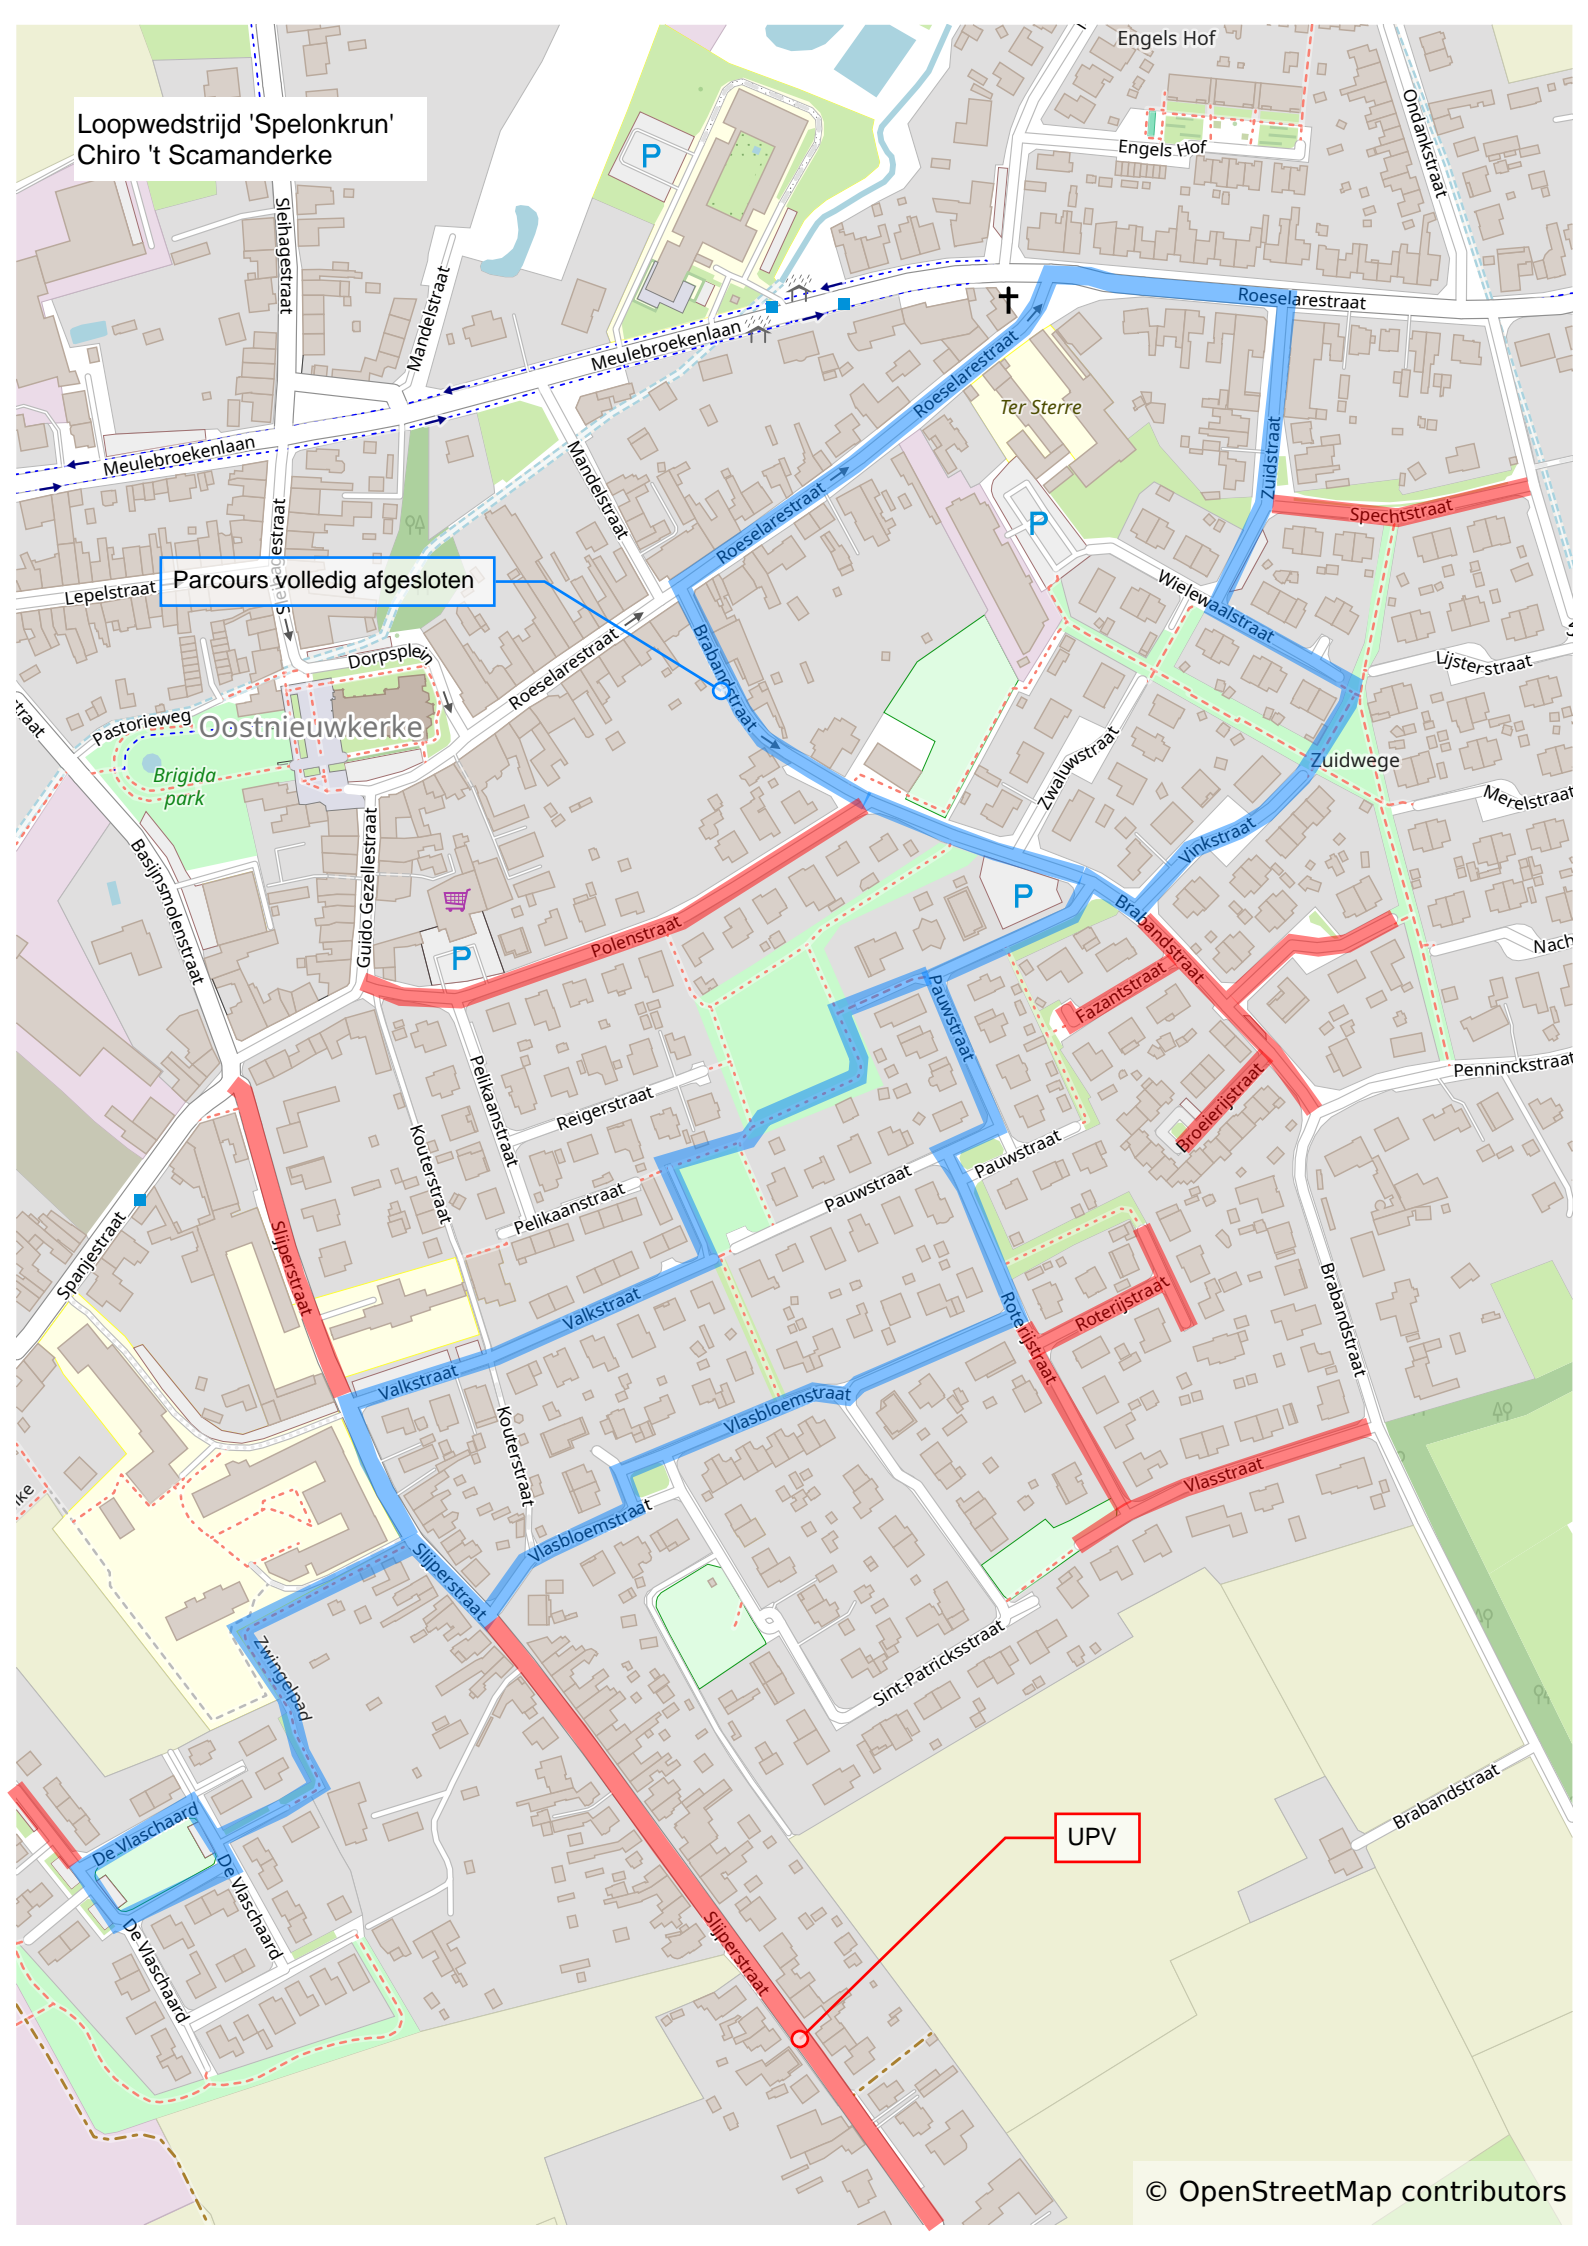 Engels Hof
Loopwedstrijd 'Spelonkrun'
Chiro 't Scamanderke
P
Engels Hof
Ondankstraat
Sleihagestraat
Mandelstraat
Roeselarestraat
Meulebroekenlaan
Roeselarestraat
Ter Sterre
Meulebroekenlaan
Mandelstraat
Zuidstraat
Roeselarestraat
Spechtstraat
P
Parcours volledig afgesloten
Lepelstraat
Wielewaalstraat
Brabandstraat
Dorpsplein
Roeselarestraat
Lijsterstraat
Pastorieweg
Oostnieuwkerke
straat
Zuidwege
Zwaluwstraat
Brigida
park
Merelstraat
Vinkstraat
Basijnsmolenstraat
Guido Gezellestraat
P
P
Polenstraat
Brabandstraat
Nach
Fazantstraat
Pauwstraat
Penninckstraat
Pelikaanstraat
Reigerstraat
Broeierijstraat
Kouterstraat
Pauwstraat
Pauwstraat
Pelikaanstraat
Spanjestraat
Slijperstraat
Valkstraat
Roterijstraat
Roterijstraat
Brabandstraat
Valkstraat
Vlasbloemstraat
Kouterstraat
Vlasstraat
Vlasbloemstraat
Slijperstraat
Zwingelpad
Sint-Patricksstraat
De Vlaschaard
Brabandstraat
UPV
De Vlaschaard
De Vlaschaard
Slijperstraat
© OpenStreetMap contributors